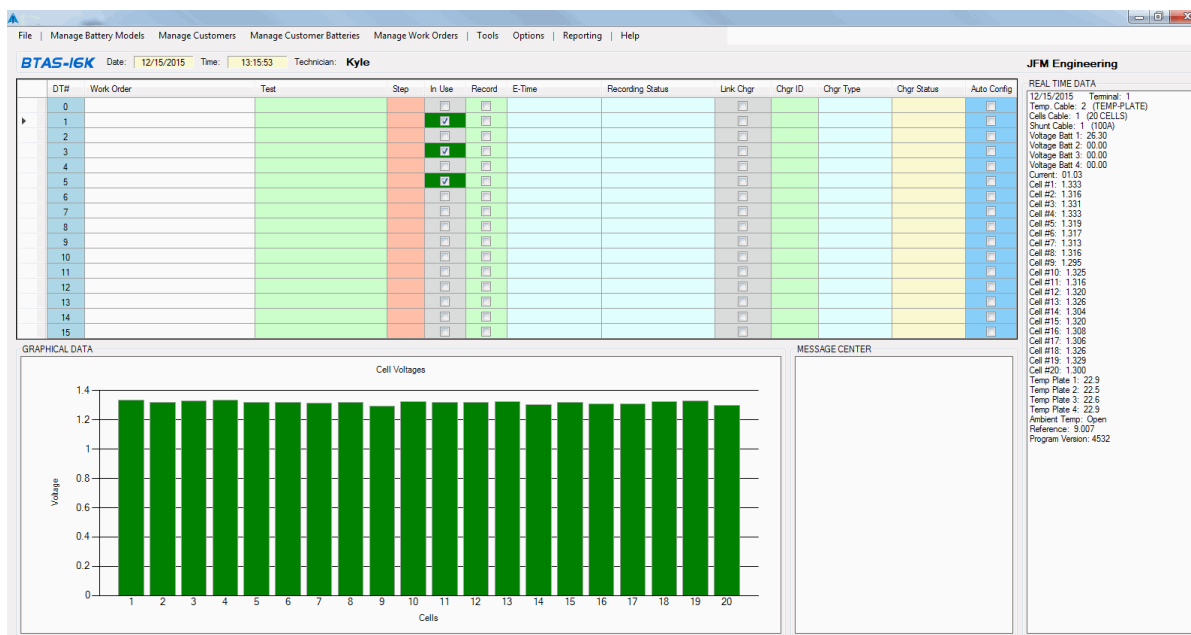 File | Manage Battery Models Manage Customers Manage Customer Batteries Manage Work Orders | Tools Options | Reporting | Help
BTAS-16K Date: 12/15/2015 Time: 13:15:53 Technician: Kyle
JFM Engineering
DT# Work Order Test Step In Use Record E-Time Recording Status Link Chgr Chgr ID Chgr Type Chgr Status Auto Config
0
1
2
3
4
5
6
7
8
9
10
11
12
13
14
15
REAL TIME DATA
12/15/2015 Terminal: 1
Temp. Cable: 2 (TEMP-PLATE)
Cells Cable: 1 (20 CELLS)
Shunt Cable: 1 (100A)
Voltage Batt 1: 26.30
Voltage Batt 2: 00.00
Voltage Batt 3: 00.00
Voltage Batt 4: 00.00
Current: 01.03
Cell #1: 1.333
Cell #2: 1.316
Cell #3: 1.331
Cell #4: 1.333
Cell #5: 1.319
Cell #6: 1.317
Cell #7: 1.313
Cell #8: 1.316
Cell #9: 1.295
Cell #10: 1.325
Cell #11: 1.316
Cell #12: 1.320
Cell #13: 1.326
Cell #14: 1.304
Cell #15: 1.320
Cell #16: 1.308
Cell #17: 1.306
Cell #18: 1.326
Cell #19: 1.329
Cell #20: 1.300
Temp Plate 1: 22.9
Temp Plate 2: 22.5
Temp Plate 3: 22.6
Temp Plate 4: 22.9
Ambient Temp: Open
Reference: 9.007
Program Version: 4532
GRAPHICAL DATA
Cell Voltages
1.4
1.2
1
0.8
0.6
0.4
0.2
0
Voltage
1 2 3 4 5 6 7 8 9 10 11 12 13 14 15 16 17 18 19 20
Cells
MESSAGE CENTER